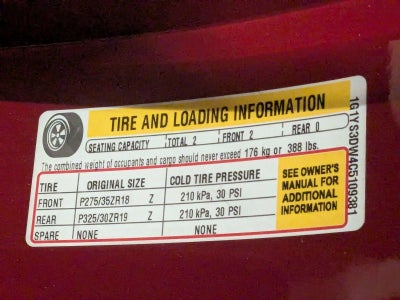 TIRE AND LOADING INFORMATION
SEATING CAPACITY TOTAL 2 FRONT 2 REAR 0
The combined weight of occupants and cargo should never exceed 176 kg or 388 lbs.
TIRE ORIGINAL SIZE COLD TIRE PRESSURE
FRONT P275/35ZR18 Z 210 kPa, 30 PSI
REAR P325/30ZR19 Z 210 kPa, 30 PSI
SPARE NONE NONE
SEE OWNER'S
MANUAL FOR
ADDITIONAL
INFORMATION
1G1YS3DW405109381